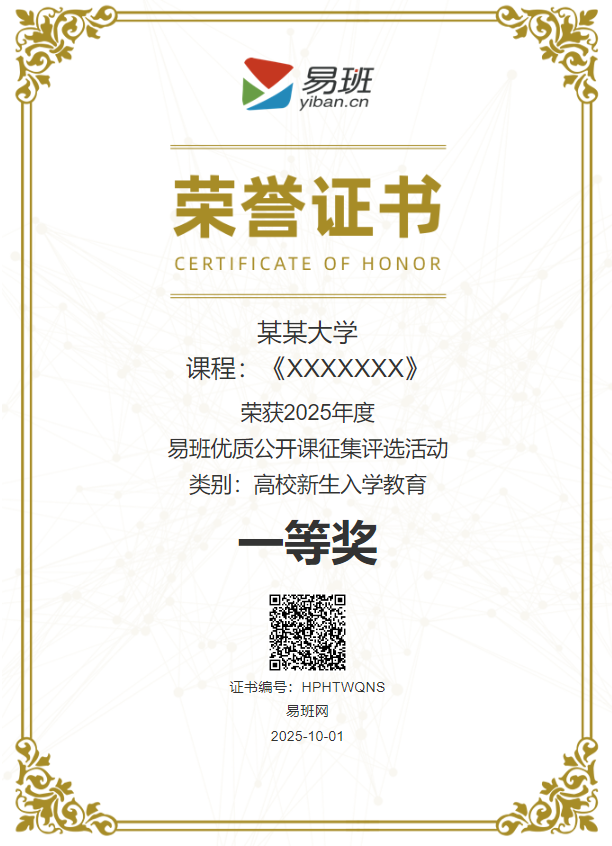 易班
yiban.cn
荣誉证书
CERTIFICATE OF HONOR
某某大学
课程：《XXXXXXX》
荣获2025年度
易班优质公开课征集评选活动
类别：高校新生入学教育
一等奖
证书编号：HPHTWQNS
易班网
2025-10-01